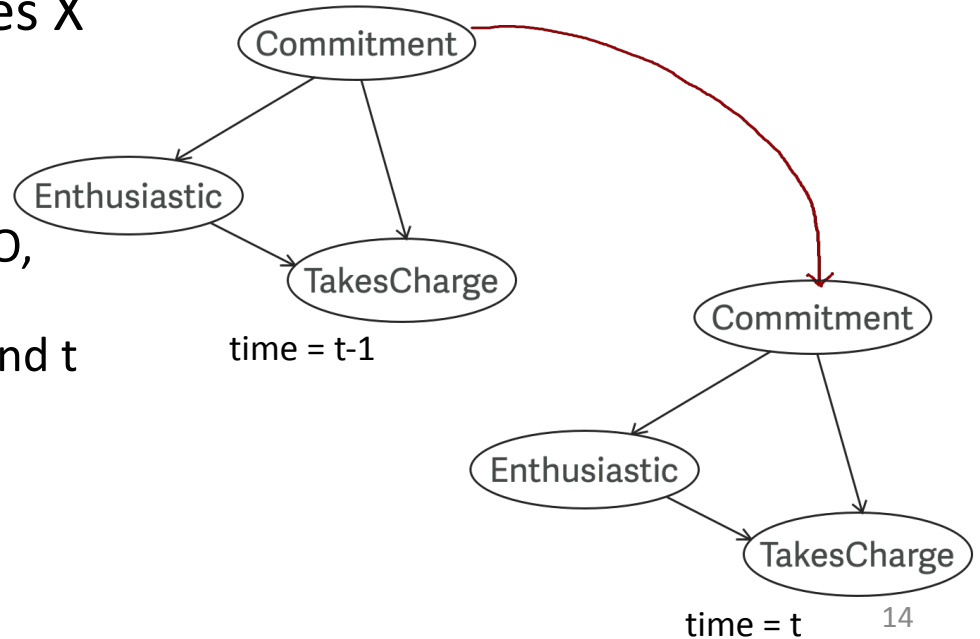 es X
Commitment
Enthusiastic
O,
TakesCharge
time = t-1
nd t
Commitment
Enthusiastic
TakesCharge
time = t
14